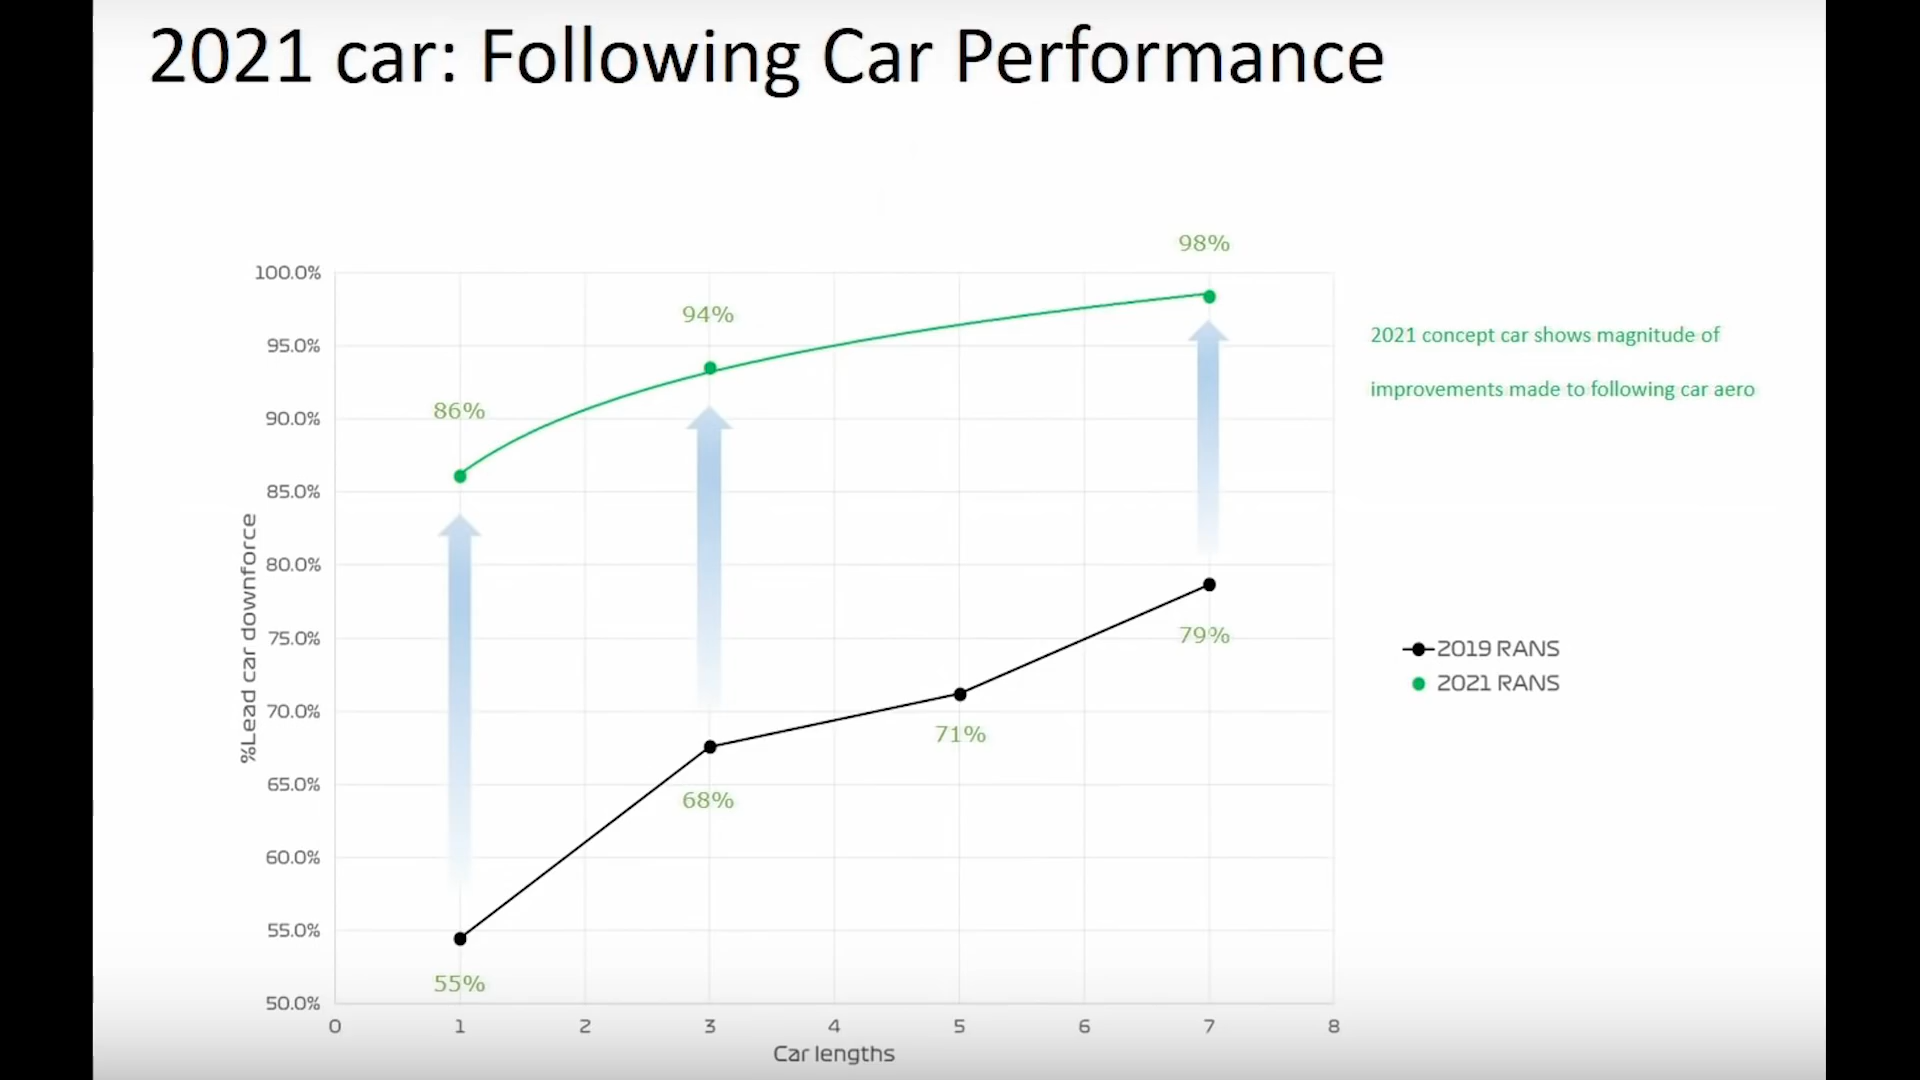 2021 car: Following Car Performance
98%
94%
86%
100.0%
95.0%
90.0%
85.0%
80.0%
75.0%
70.0%
65.0%
60.0%
55.0%
50.0%
%Lead car downforce
79%
71%
68%
55%
0 1 2 3 4 5 6 7 8
Car lengths
2021 concept car shows magnitude of
improvements made to following car aero
2019 RANS
2021 RANS